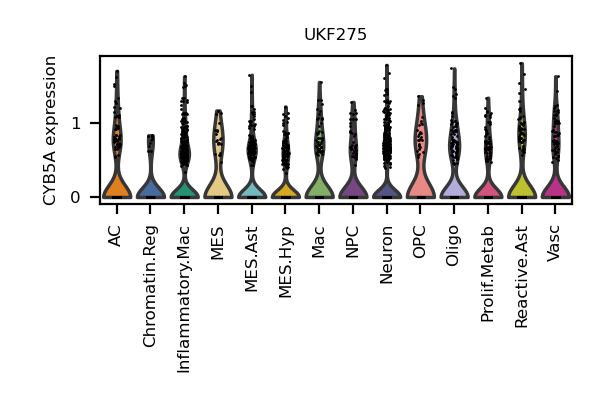 UKF275
CYB5A expression
1
0
AC
Chromatin.Reg
Inflammatory.Mac
MES
MES.Ast
MES.Hyp
Mac
NPC
Neuron
OPC
Oligo
Prolif.Metab
Reactive.Ast
Vasc